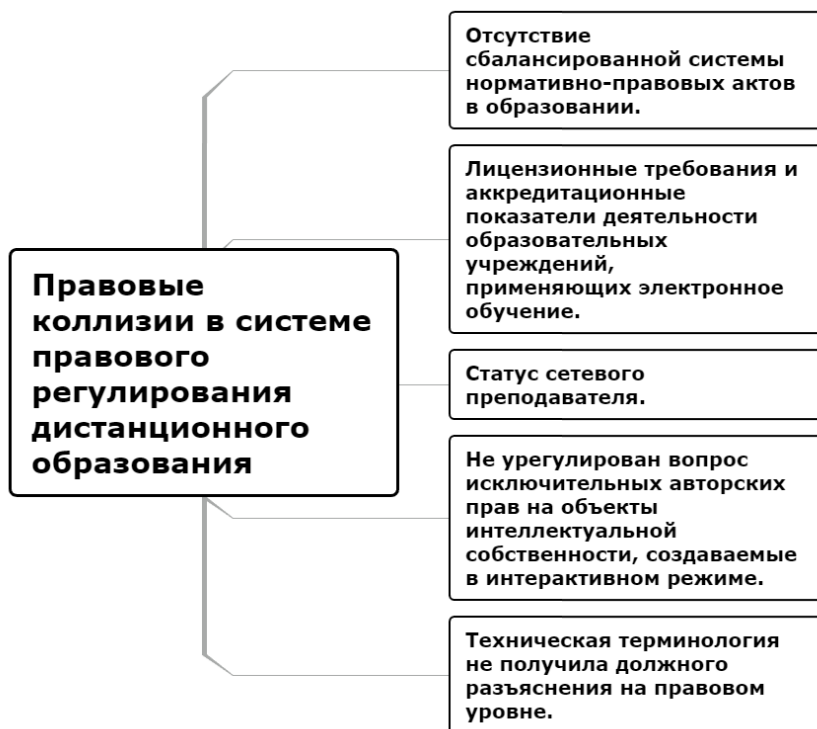 Правовые
коллизии в системе
правового
регулирования
дистанционного
образования
Отсутствие
сбалансированной системы
нормативно-правовых актов
в образовании.
Лицензионные требования и
аккредитационные
показатели деятельности
образовательных
учреждений,
применяющих электронное
обучение.
Статус сетевого
преподавателя.
Не урегулирован вопрос
исключительных авторских
прав на объекты
интеллектуальной
собственности, создаваемые
в интерактивном режиме.
Техническая терминология
не получила должного
разъяснения на правовом
уровне.